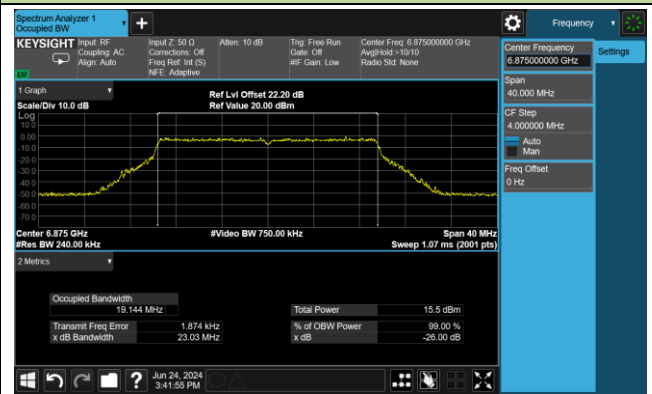 Spectrum Analyzer 1
Occupied BW
Frequency
KEYSIGHT
Input: RF
Coupling: AC
Align: Auto
Input Z: 50 Ω
Corrections: Off
Freq Ref: Int (S)
NFE: Adaptive
Atten: 10 dB
Trig: Free Run
Gate: Off
#IF Gain: Low
Center Freq: 6.875000000 GHz
Avg|Hold:>10/10
Radio Std: None
Center Frequency
6.875000000 GHz
Settings
Span
40.000 MHz
CF Step
4.000000 MHz
Auto
Man
Freq Offset
0 Hz
1 Graph
Ref Lvl Offset 22.20 dB
Scale/Div 10.0 dB
Ref Value 20.00 dBm
Log
10.0
0.00
-10.0
-20.0
-30.0
-40.0
-50.0
-60.0
-70.0
Center 6.875 GHz
#Video BW 750.00 kHz
Span 40 MHz
#Res BW 240.00 kHz
Sweep 1.07 ms (2001 pts)
2 Metrics
Occupied Bandwidth
19.144 MHz
Total Power
15.5 dBm
Transmit Freq Error
1.874 kHz
% of OBW Power
99.00 %
x dB Bandwidth
23.03 MHz
x dB
-26.00 dB
?
Jun 24, 2024
3:41:55 PM